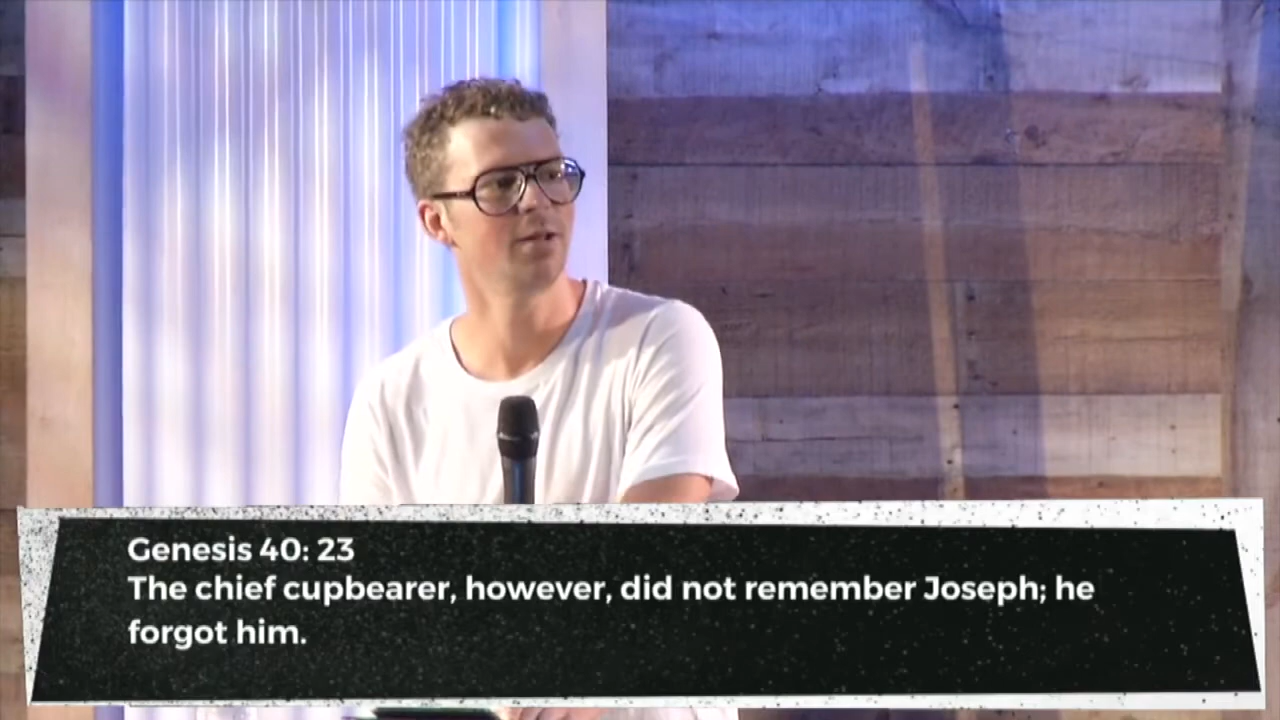 Genesis 40: 23
The chief cupbearer, however, did not remember Joseph; he
forgot him.